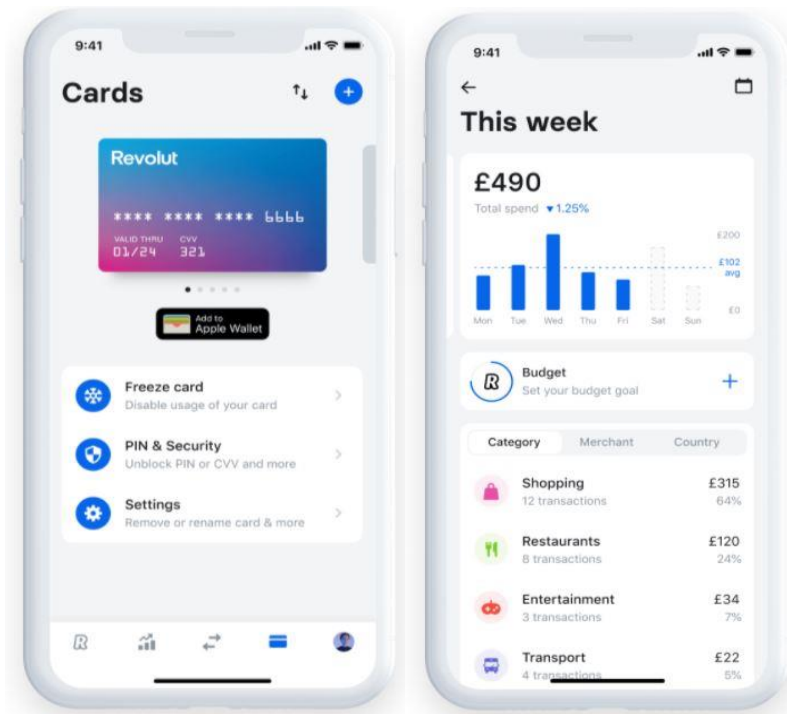 9:41
Cards
Revolut
**** **** **** 6666
VALID THRU CVV
01/24 321
Add to
Apple Wallet
Freeze card
Disable usage of your card
PIN & Security
Unblock PIN or CVV and more
Settings
Remove or rename card & more
R
9:41
This week
£490
Total spend ▼1.25%
£200
£102
avg
£0
Mon Tue Wed Thu Fri Sat Sun
R
Budget
Set your budget goal
Category Merchant Country
Shopping £315
12 transactions 64%
Restaurants £120
8 transactions 24%
Entertainment £34
3 transactions 7%
Transport £22
4 transactions 5%